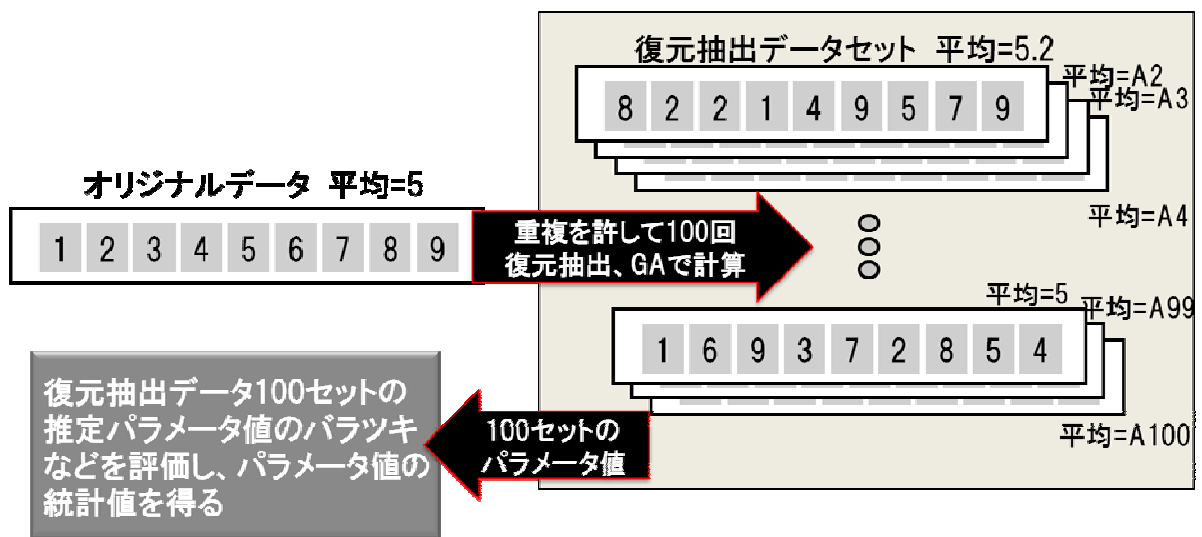 復元抽出データセット 平均=5.2
平均=A2
平均=A3
8 2 2 1 4 9 5 7 9
オリジナルデータ 平均=5
1 2 3 4 5 6 7 8 9
重複を許して100回
復元抽出、GAで計算
平均=A4
平均=5
平均=A99
1 6 9 3 7 2 8 5 4
平均=A100
100セットの
パラメータ値
復元抽出データ100セットの
推定パラメータ値のバラツキ
などを評価し、パラメータ値の
統計値を得る